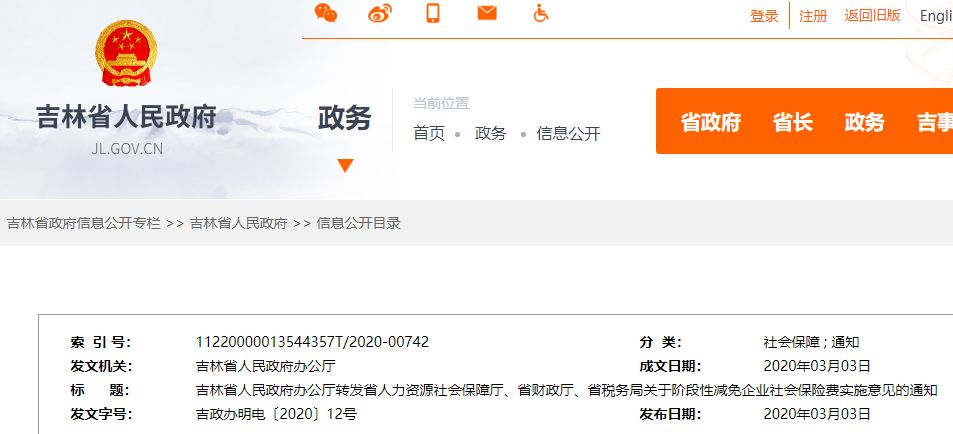 登录 注册 返回旧版 Engli
吉林省人民政府
JL.GOV.CN
政务
当前位置
首页 政务 信息公开
省政府 省长 政务 吉事
吉林省政府信息公开专栏 >> 吉林省人民政府 >> 信息公开目录
索 引 号： 11220000013544357T/2020-00742 分 类： 社会保障 ; 通知
发文机关： 吉林省人民政府办公厅 成文日期： 2020年03月03日
标 题： 吉林省人民政府办公厅转发省人力资源社会保障厅、省财政厅、省税务局关于阶段性减免企业社会保险费实施意见的通知
发文字号： 吉政办明电〔2020〕12号 发布日期： 2020年03月03日